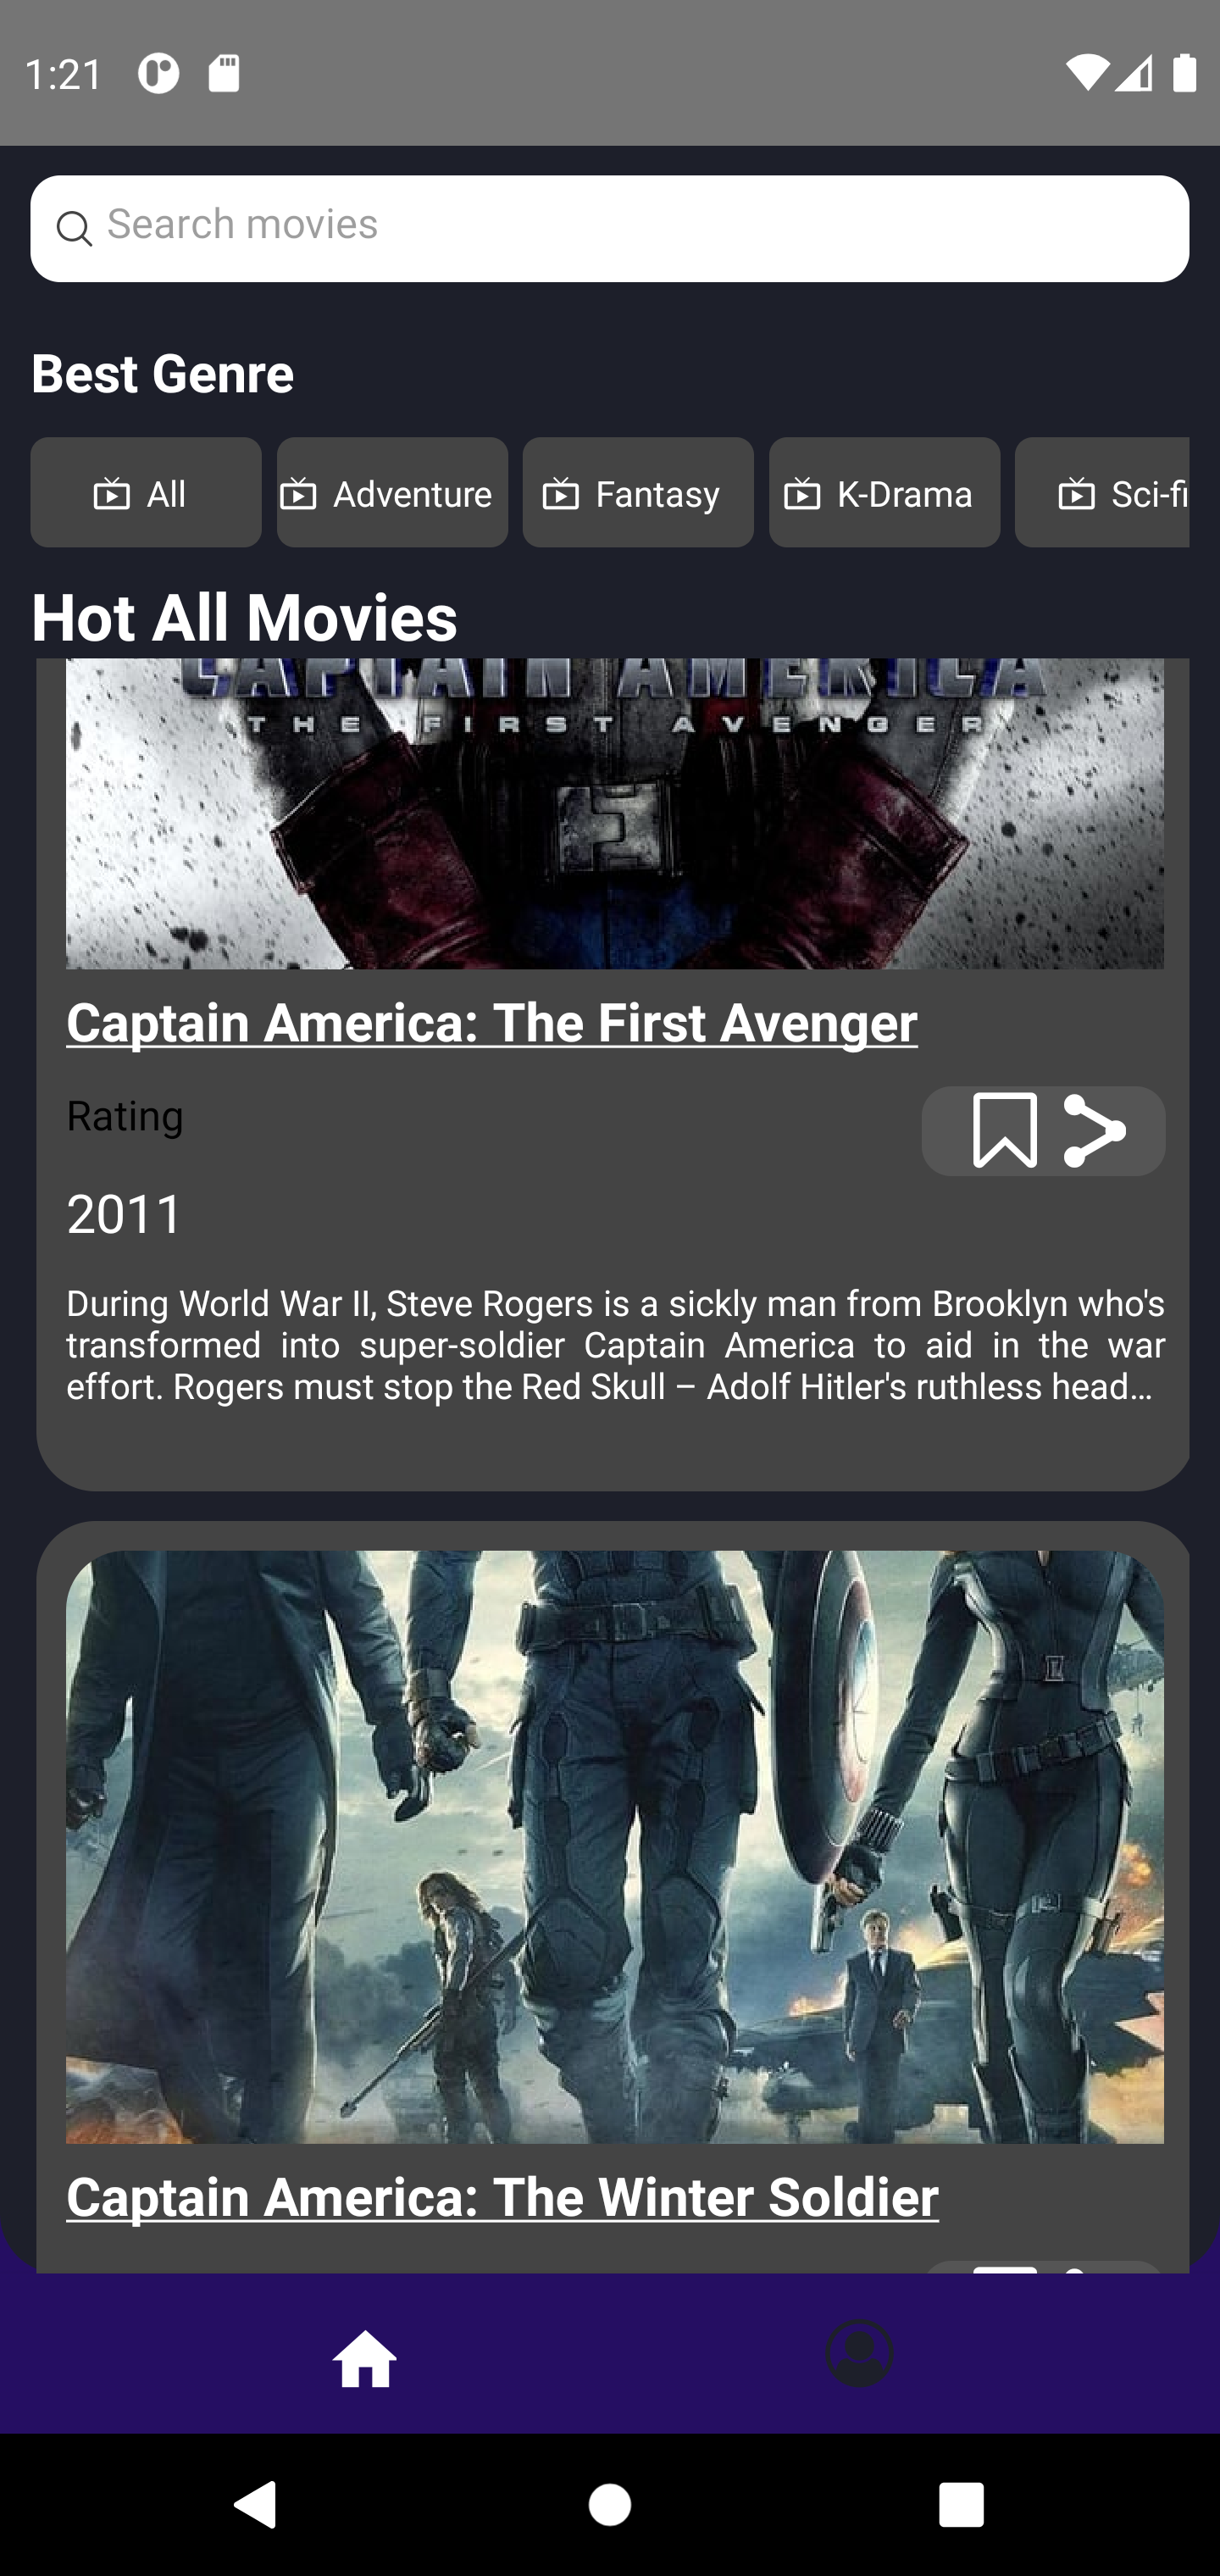 1:21
Search movies
Best Genre
All
Adventure
Fantasy
K-Drama
Sci-fi
Hot All Movies
CAPTAIN AMERICA
THE FIRST AVENGER
Captain America: The First Avenger
Rating
2011
During World War II, Steve Rogers is a sickly man from Brooklyn who's
transformed into super-soldier Captain America to aid in the war
effort. Rogers must stop the Red Skull – Adolf Hitler's ruthless head…
Captain America: The Winter Soldier